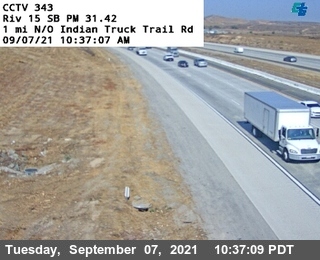 CCTV 343
Riv 15 SB PM 31.42
1 mi N/O Indian Truck Trail Rd
09/07/21 10:37:07 AM
Tuesday, September 07, 2021 10:37:09 PDT